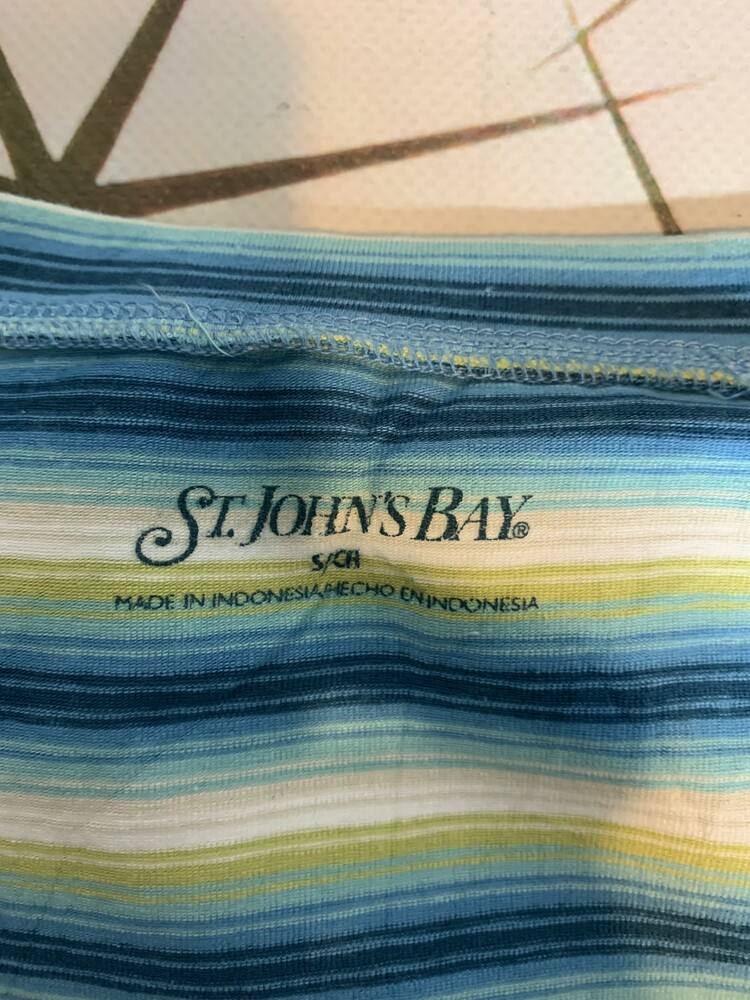 ST. JOHN'S BAY®
S/CH
MADE IN INDONESIA/HECHO EN INDONESIA